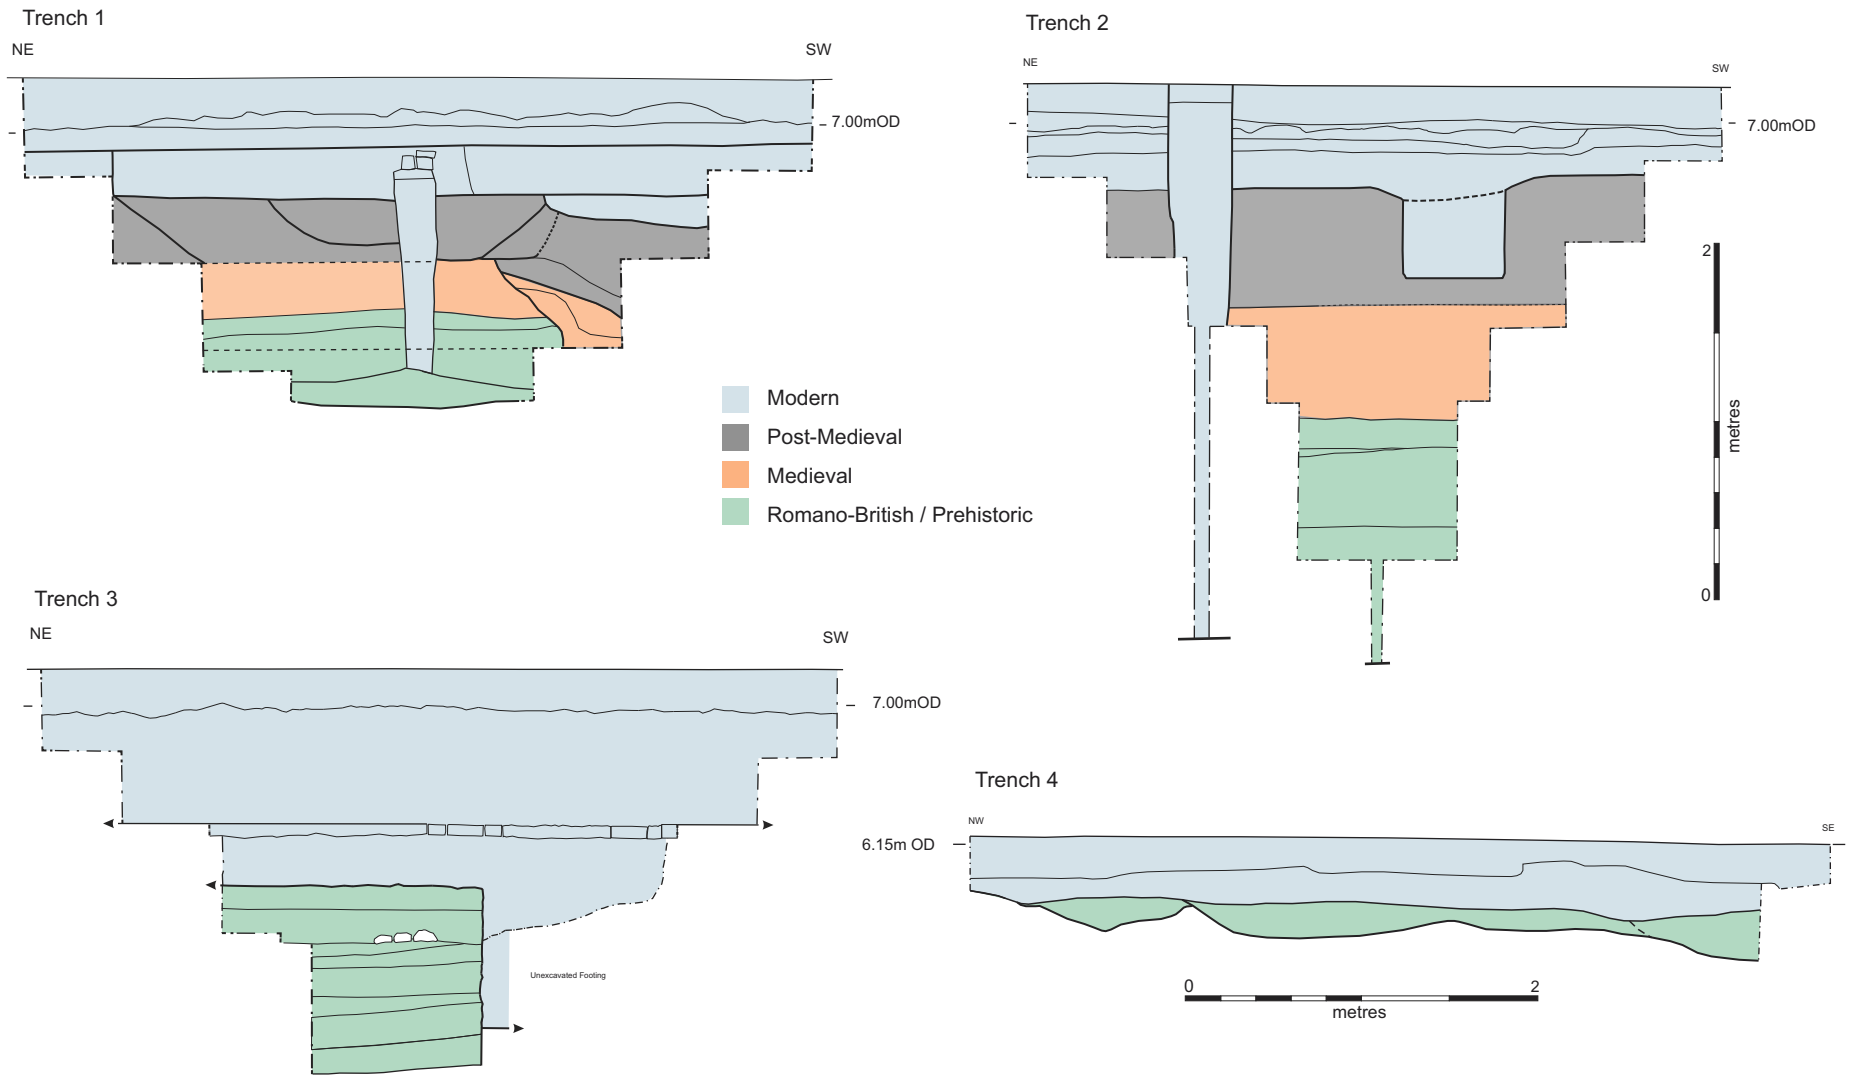 Trench 1
NE
SW
7.00mOD
Trench 2
NE
SW
7.00mOD
2
metres
0
Modern
Post-Medieval
Medieval
Romano-British / Prehistoric
Trench 3
NE
SW
7.00mOD
Unexcavated Footing
Trench 4
NW
SE
6.15m OD
0
2
metres